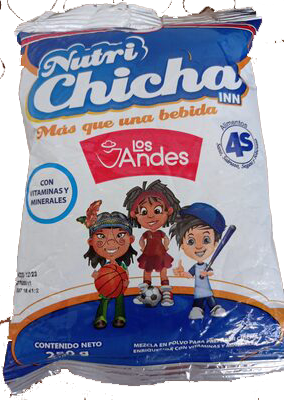 Nutri
Chicha
INN
Más que una bebida
Los
Andes
Alimentos
4S
CON
VITAMINAS Y
MINERALES
CONTENIDO NETO
250 g
MEZCLA EN POLVO PARA
CON VITAMINAS Y